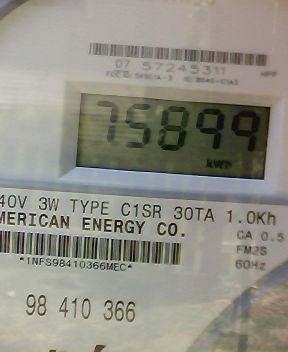 07 57245311
75899
kWh
40V 3W TYPE C1SR 30TA 1.0Kh
MERICAN ENERGY CO.
CA 0.5
FM2S
60Hz
*1NFS98410366MEC*
98 410 366